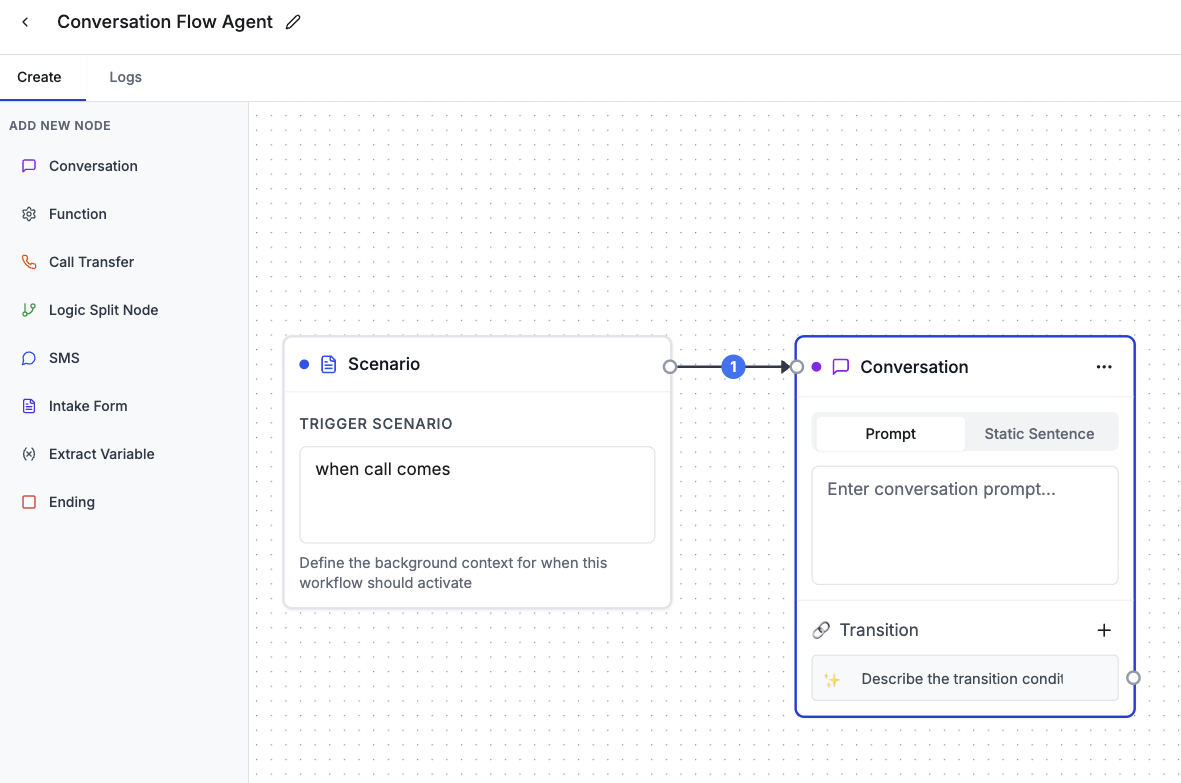 Conversation Flow Agent
Create
Logs
ADD NEW NODE
Conversation
Function
Call Transfer
Logic Split Node
SMS
Intake Form
Extract Variable
Ending
Scenario
TRIGGER SCENARIO
when call comes
Define the background context for when this
workflow should activate
1
Conversation
Prompt
Static Sentence
Enter conversation prompt...
Transition
Describe the transition condit